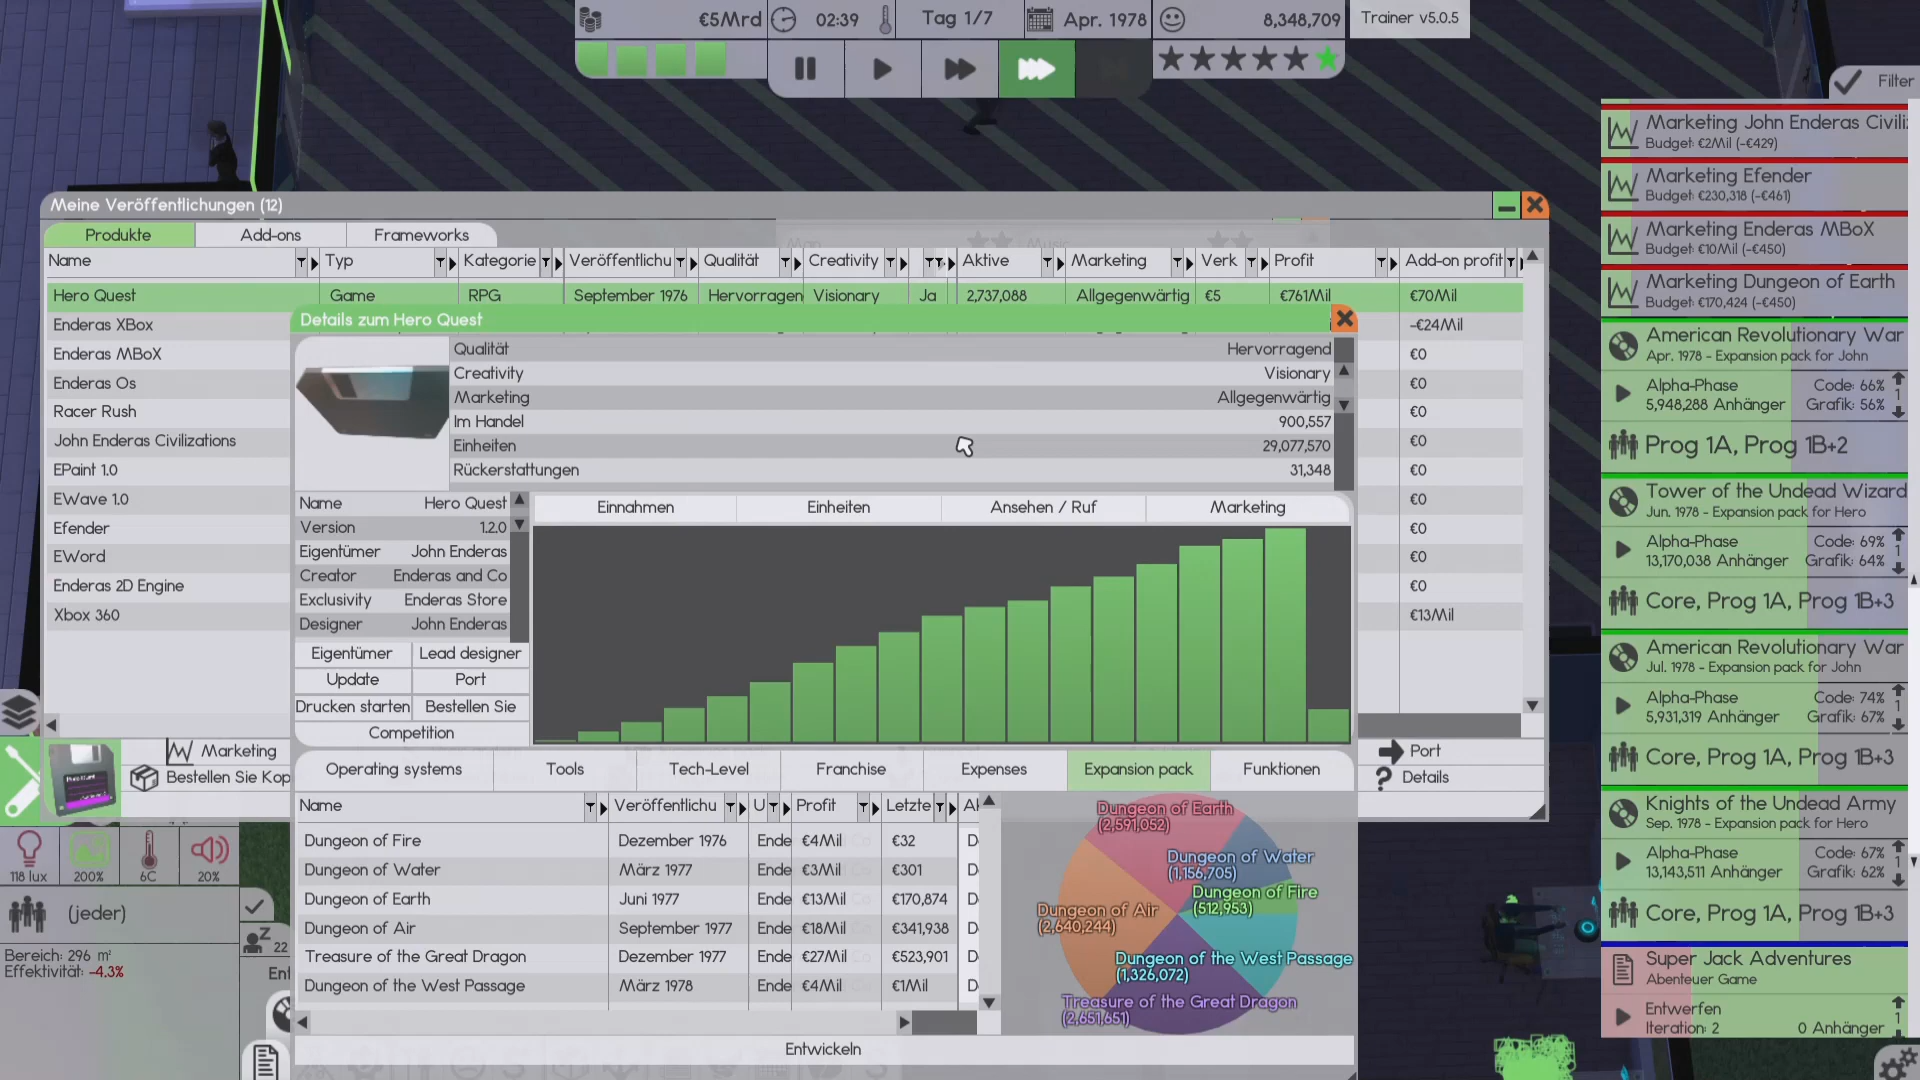 €5Mrd
02:39
Tag 1/7
Apr. 1978
8,348,709
Trainer v5.0.5
Filter
Meine Veröffentlichungen (12)
Produkte
Add-ons
Frameworks
Name
Typ
Kategorie
Veröffentlichu
Qualität
Creativity
Aktive
Marketing
Verk
Profit
Add-on profit
Hero Quest
Game
RPG
September 1976
Hervorragen
Visionary
Ja
2,737,088
Allgegenwärtig
€5
€761Mil
€70Mil
Enderas XBox
-€24Mil
Enderas MBoX
€0
Enderas Os
€0
Racer Rush
€0
John Enderas Civilizations
€0
EPaint 1.0
€0
EWave 1.0
€0
Efender
€0
EWord
€0
Enderas 2D Engine
€0
Xbox 360
€13Mil
Marketing
Bestellen Sie Kop
Port
Details
Details zum Hero Quest
Qualität
Hervorragend
Creativity
Visionary
Marketing
Allgegenwärtig
Im Handel
900,557
Einheiten
29,077,570
Rückerstattungen
31,348
Name
Hero Quest
Version
1.2.0
Eigentümer
John Enderas
Creator
Enderas and Co
Exclusivity
Enderas Store
Designer
John Enderas
Eigentümer
Lead designer
Update
Port
Drucken starten
Bestellen Sie
Competition
Einnahmen
Einheiten
Ansehen / Ruf
Marketing
Operating systems
Tools
Tech-Level
Franchise
Expenses
Expansion pack
Funktionen
Name
Veröffentlichu
U
Profit
Letzte
Ak
Dungeon of Fire
Dezember 1976
Ende
€4Mil
€32
D
Dungeon of Water
März 1977
Ende
€3Mil
€301
D
Dungeon of Earth
Juni 1977
Ende
€13Mil
€170,874
D
Dungeon of Air
September 1977
Ende
€18Mil
€341,938
D
Treasure of the Great Dragon
Dezember 1977
Ende
€27Mil
€523,901
D
Dungeon of the West Passage
März 1978
Ende
€4Mil
€1Mil
D
Dungeon of Earth
(2,591,052)
Dungeon of Water
(1,156,705)
Dungeon of Fire
(512,953)
Dungeon of Air
(2,640,244)
Dungeon of the West Passage
(1,326,072)
Treasure of the Great Dragon
(2,651,651)
Entwickeln
118 lux
200%
6C
20%
(jeder)
22
Bereich: 296 m²
Effektivität: -4.3%
Ent
Marketing John Enderas Civili
Budget: €2Mil (-€429)
Marketing Efender
Budget: €230,318 (-€461)
Marketing Enderas MBoX
Budget: €10Mil (-€450)
Marketing Dungeon of Earth
Budget: €170,424 (-€450)
American Revolutionary War
Apr. 1978 - Expansion pack for John
Alpha-Phase
Code: 66%
5,948,288 Anhänger
Grafik: 56%
1
Prog 1A, Prog 1B+2
Tower of the Undead Wizard
Jun. 1978 - Expansion pack for Hero
Alpha-Phase
Code: 69%
13,170,038 Anhänger
Grafik: 64%
1
Core, Prog 1A, Prog 1B+3
American Revolutionary War
Jul. 1978 - Expansion pack for John
Alpha-Phase
Code: 74%
5,931,319 Anhänger
Grafik: 67%
1
Core, Prog 1A, Prog 1B+3
Knights of the Undead Army
Sep. 1978 - Expansion pack for Hero
Alpha-Phase
Code: 67%
13,143,511 Anhänger
Grafik: 62%
1
Core, Prog 1A, Prog 1B+3
Super Jack Adventures
Abenteuer Game
Entwerfen
Iteration: 2
0 Anhänger
1